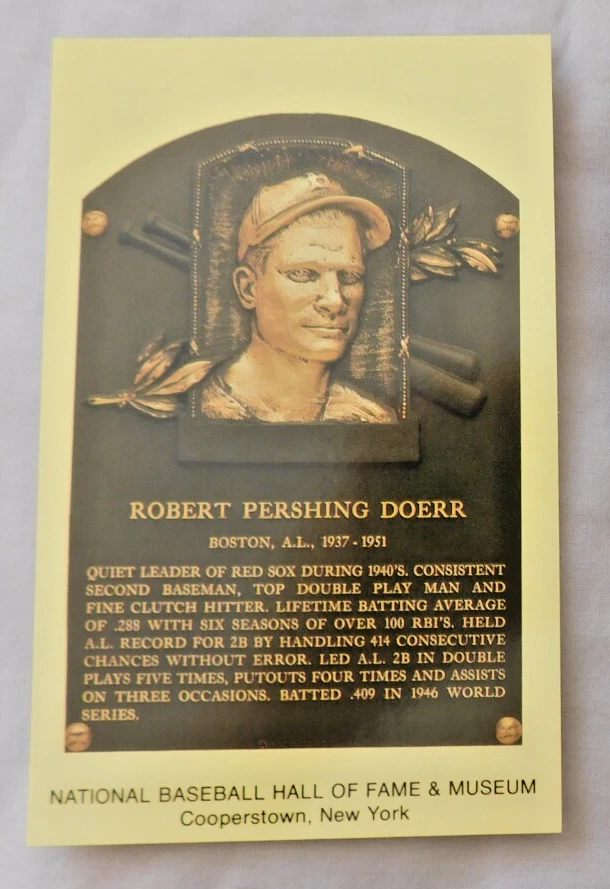 ROBERT PERSHING DOERR
BOSTON, A.L., 1937 - 1951
QUIET LEADER OF RED SOX DURING 1940'S. CONSISTENT
SECOND BASEMAN, TOP DOUBLE PLAY MAN AND
FINE CLUTCH HITTER. LIFETIME BATTING AVERAGE
OF .288 WITH SIX SEASONS OF OVER 100 RBI'S. HELD
A.L. RECORD FOR 2B BY HANDLING 414 CONSECUTIVE
CHANCES WITHOUT ERROR. LED A.L. 2B IN DOUBLE
PLAYS FIVE TIMES, PUTOUTS FOUR TIMES AND ASSISTS
ON THREE OCCASIONS. BATTED .409 IN 1946 WORLD
SERIES.
NATIONAL BASEBALL HALL OF FAME & MUSEUM
Cooperstown, New York